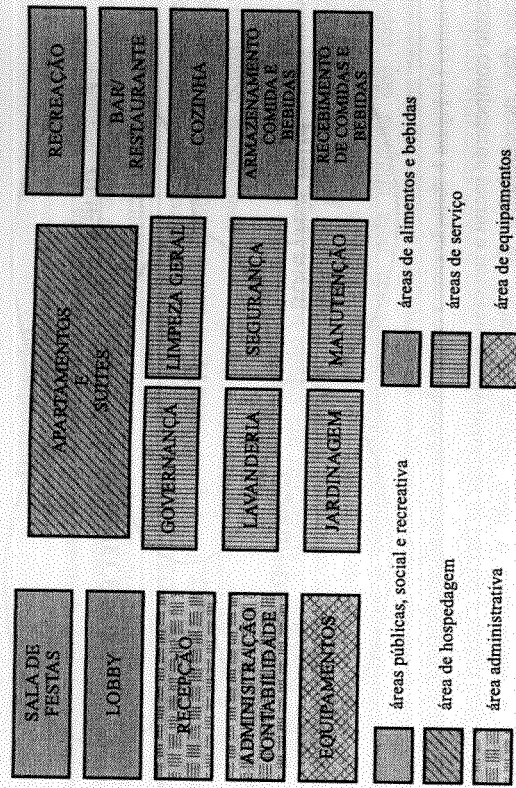 SALA DE
FESTAS
LOBBY
RECEPÇÃO
ADMINISTRAÇÃO
CONTABILIDADE
EQUIPAMENTOS
APARTAMENTOS
E
SUITES
GOVERNANÇA
LIMPEZA GERAL
LAVANDERIA
SEGURANÇA
JARDINAGEM
MANUTENÇÃO
RECREAÇÃO
BAR/
RESTAURANTE
COZINHA
ARMAZENAMENTO
COMIDA E
BEBIDAS
RECEBIMENTO
DE COMIDAS E
BEBIDAS
áreas públicas, social e recreativa
área de hospedagem
área administrativa
áreas de alimentos e bebidas
áreas de serviço
área de equipamentos